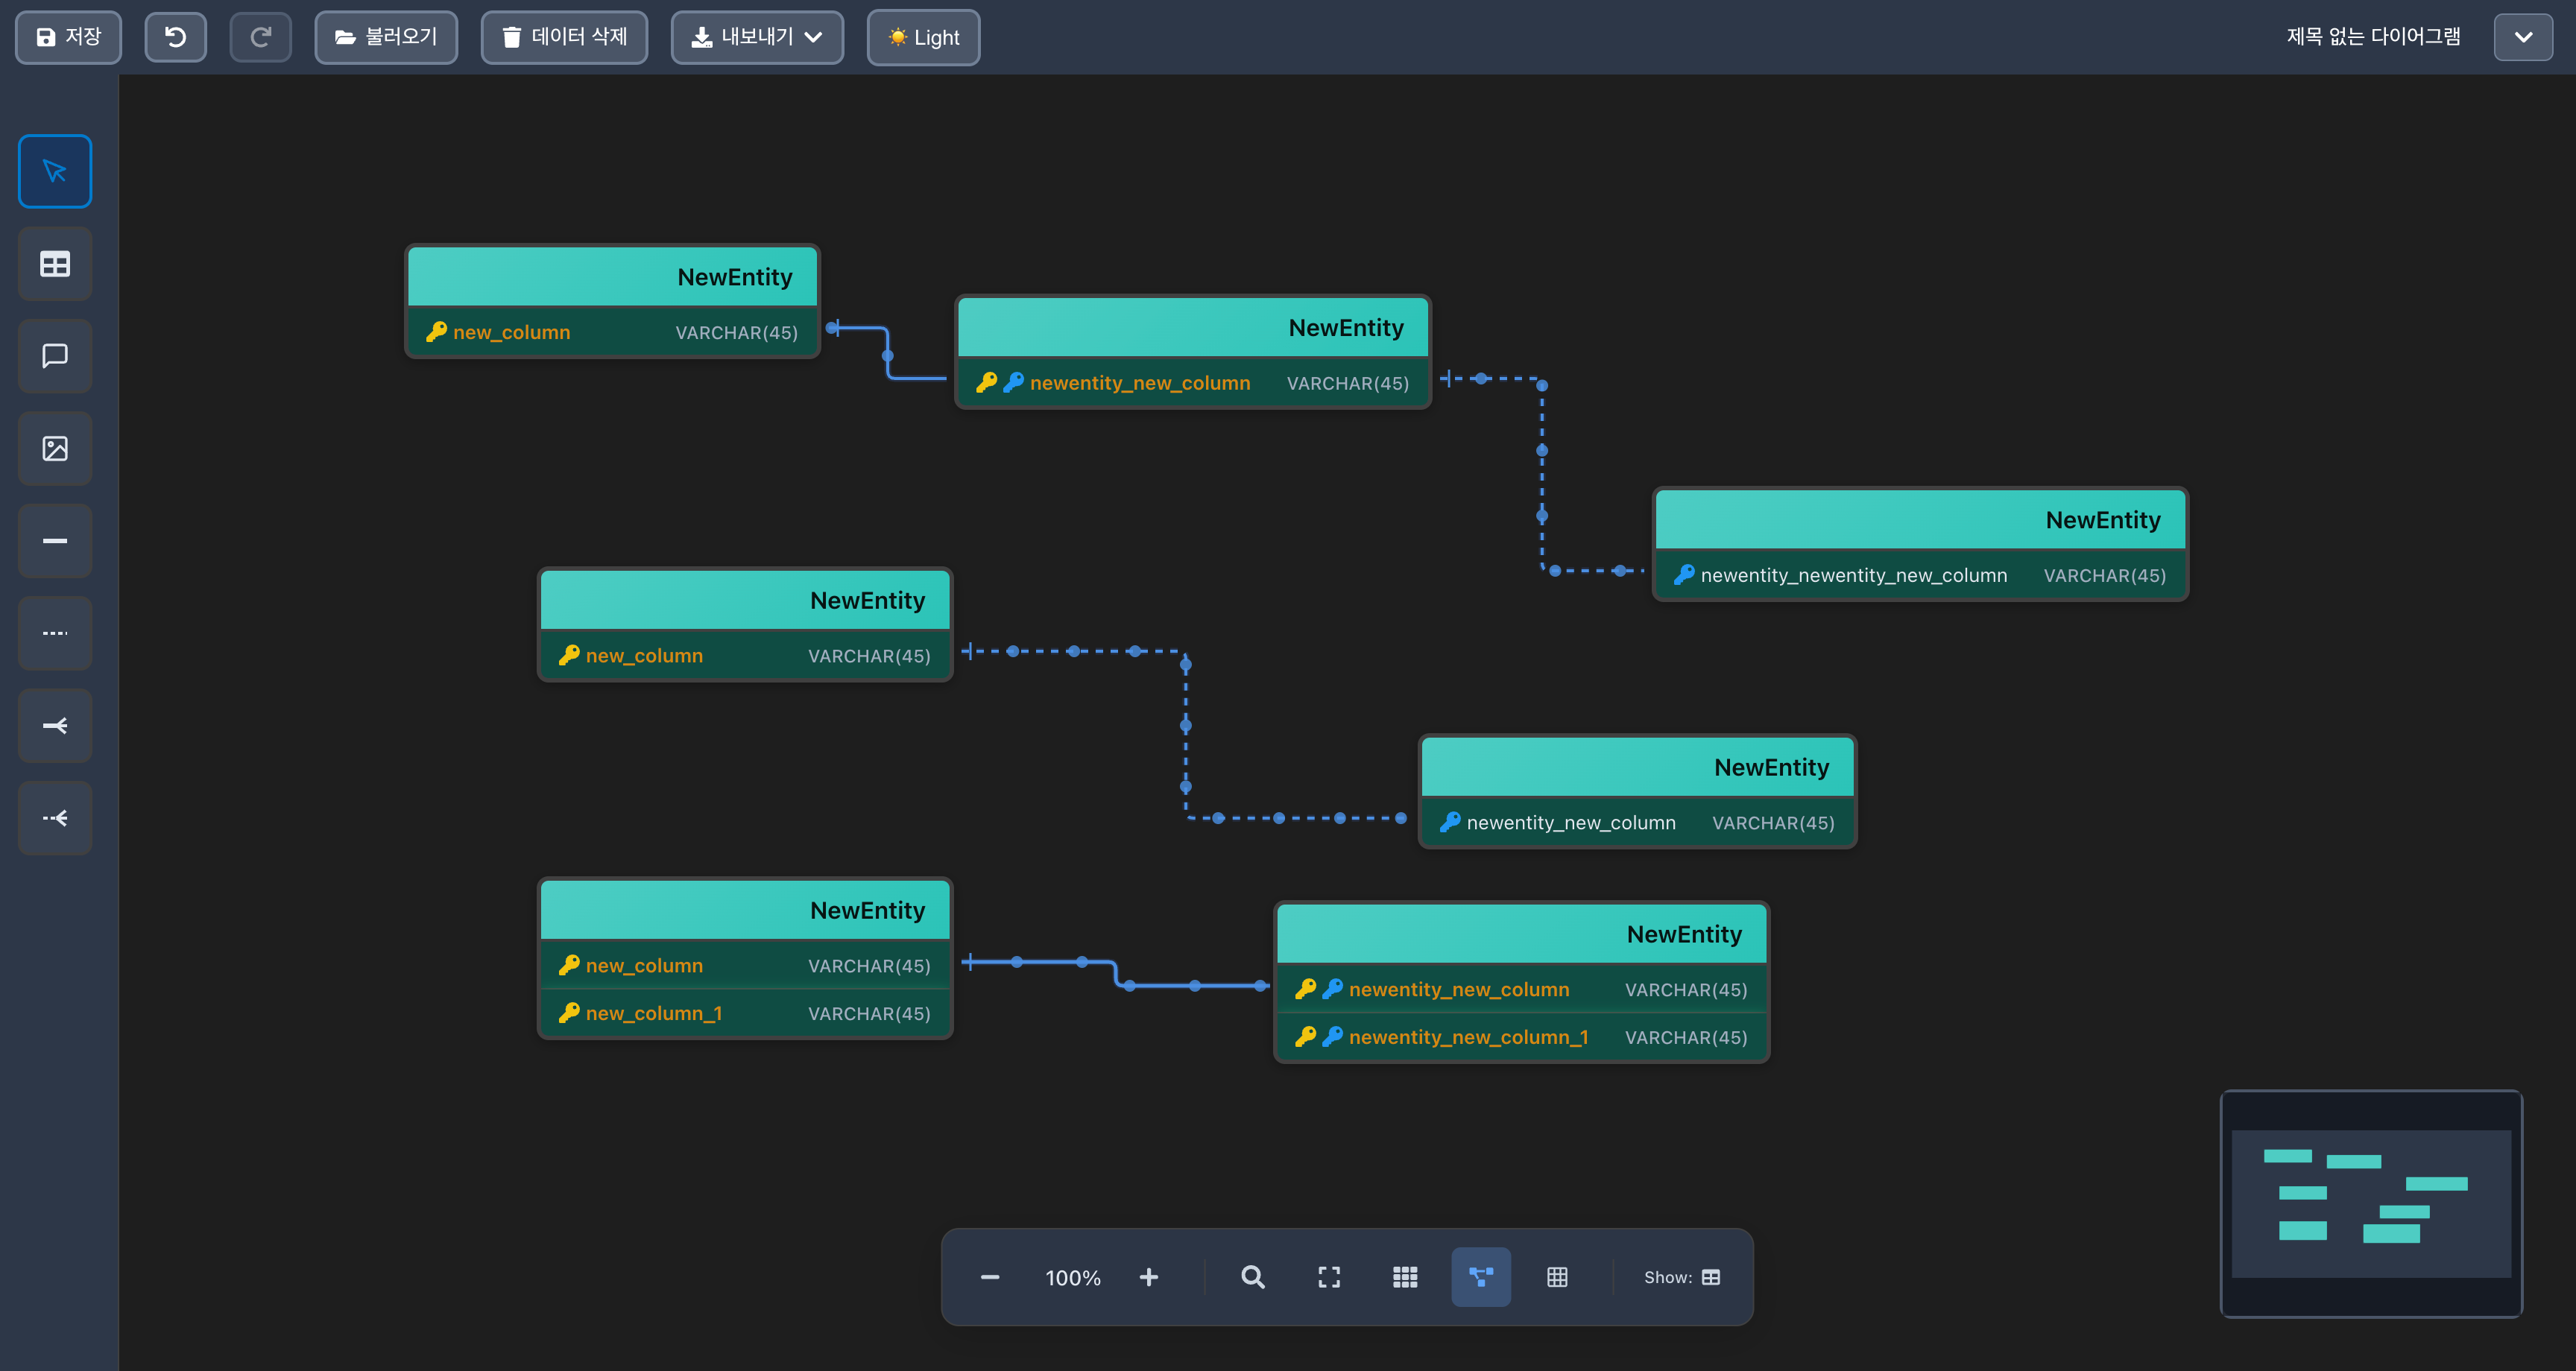 저장
불러오기
데이터 삭제
내보내기
Light
제목 없는 다이어그램
NewEntity
new_column VARCHAR(45)
NewEntity
newentity_new_column VARCHAR(45)
NewEntity
newentity_newentity_new_column VARCHAR(45)
NewEntity
new_column VARCHAR(45)
NewEntity
newentity_new_column VARCHAR(45)
NewEntity
new_column VARCHAR(45)
new_column_1 VARCHAR(45)
NewEntity
newentity_new_column VARCHAR(45)
newentity_new_column_1 VARCHAR(45)
100%
Show: